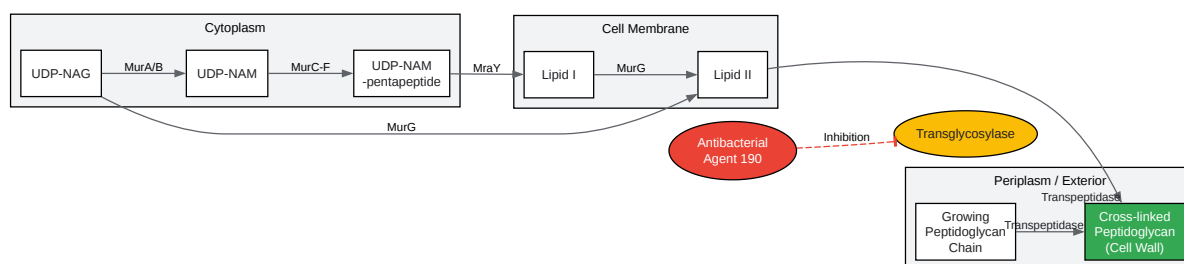 Cytoplasm
UDP-NAG
MurA/B
UDP-NAM
MurC-F
UDP-NAM
-pentapeptide
MraY
Cell Membrane
Lipid I
MurG
Lipid II
MurG
Antibacterial
Agent 190
Inhibition
Transglycosylase
Periplasm / Exterior
Transpeptidase
Growing
Peptidoglycan
Chain
Transpeptidase
Cross-linked
Peptidoglycan
(Cell Wall)